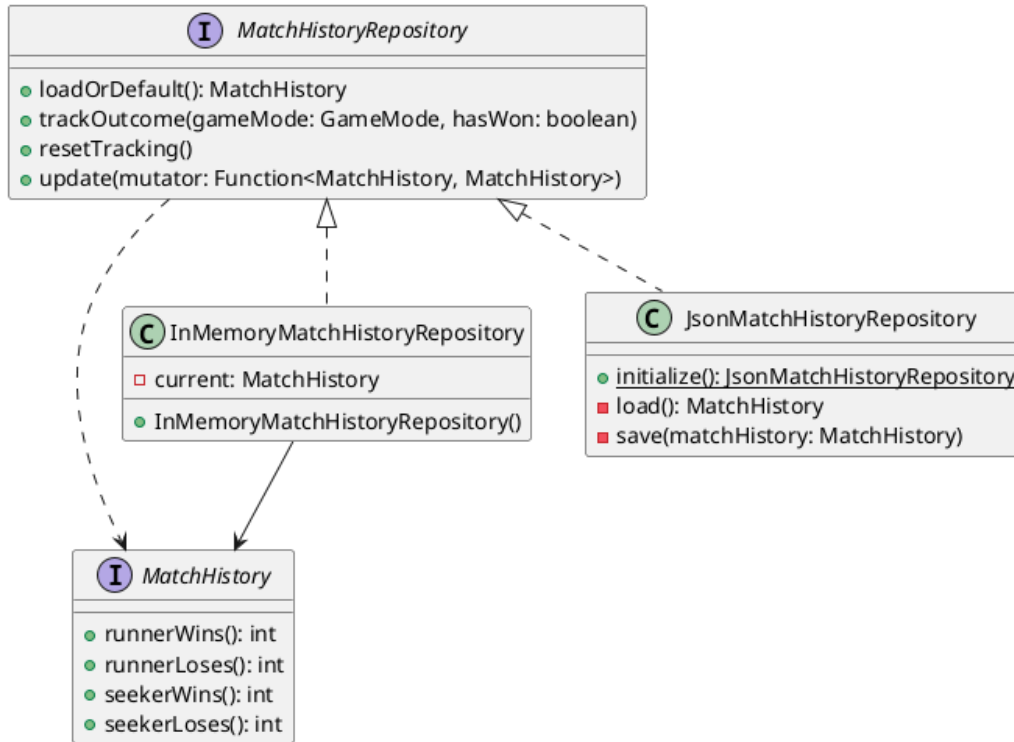 I MatchHistoryRepository
+loadOrDefault(): MatchHistory
trackOutcome(gameMode: GameMode, hasWon: boolean)
resetTracking()
update(mutator: Function<MatchHistory, MatchHistory>)
C InMemoryMatchHistoryRepository
current: MatchHistory
InMemoryMatchHistoryRepository()
C JsonMatchHistoryRepository
initialize(): JsonMatchHistoryRepository
load(): MatchHistory
save(matchHistory: MatchHistory)
I MatchHistory
runnerWins(): int
runnerLoses(): int
seekerWins(): int
seekerLoses(): int